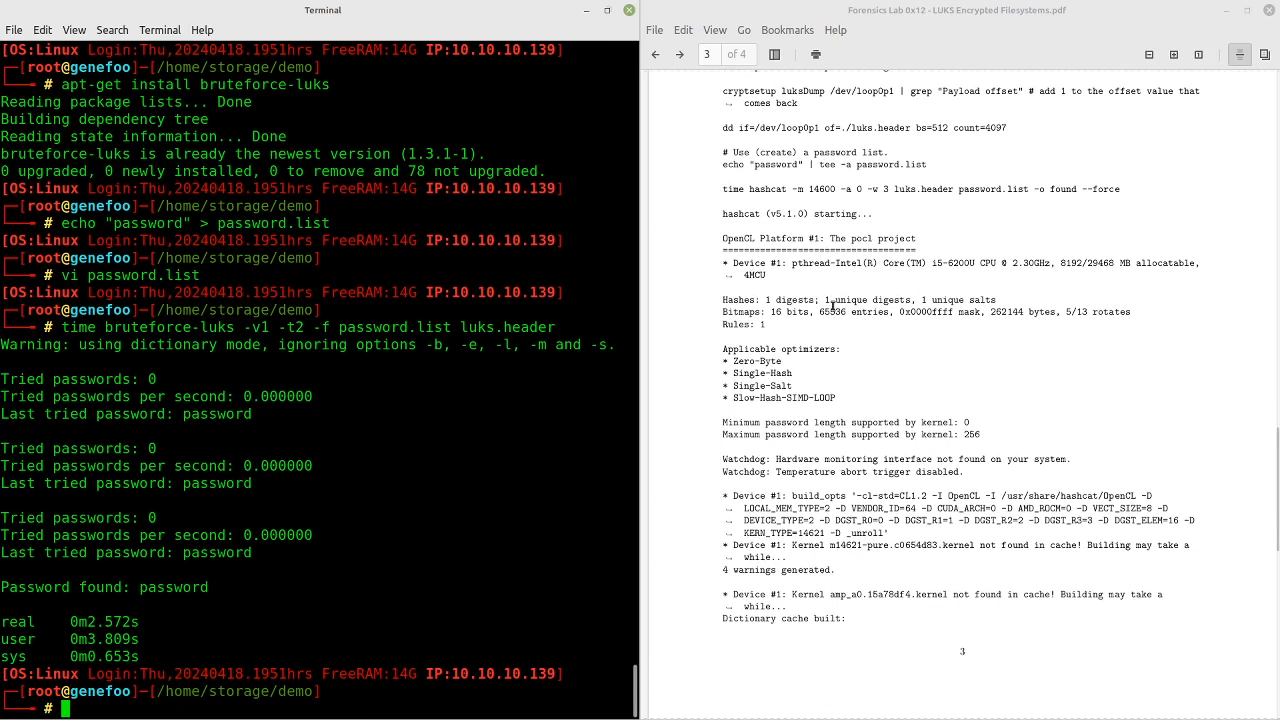 Terminal
File Edit View Search Terminal Help
[OS:Linux Login:Thu,20240418.1951hrs FreeRAM:14G IP:10.10.10.139]
┌─[root@genefoo]─[/home/storage/demo]
└──╼ # apt-get install bruteforce-luks
Reading package lists... Done
Building dependency tree
Reading state information... Done
bruteforce-luks is already the newest version (1.3.1-1).
0 upgraded, 0 newly installed, 0 to remove and 78 not upgraded.
[OS:Linux Login:Thu,20240418.1951hrs FreeRAM:14G IP:10.10.10.139]
┌─[root@genefoo]─[/home/storage/demo]
└──╼ # echo "password" > password.list
[OS:Linux Login:Thu,20240418.1951hrs FreeRAM:14G IP:10.10.10.139]
┌─[root@genefoo]─[/home/storage/demo]
└──╼ # vi password.list
[OS:Linux Login:Thu,20240418.1951hrs FreeRAM:14G IP:10.10.10.139]
┌─[root@genefoo]─[/home/storage/demo]
└──╼ # time bruteforce-luks -v1 -t2 -f password.list luks.header
Warning: using dictionary mode, ignoring options -b, -e, -l, -m and -s.
Tried passwords: 0
Tried passwords per second: 0.000000
Last tried password: password
Tried passwords: 0
Tried passwords per second: 0.000000
Last tried password: password
Tried passwords: 0
Tried passwords per second: 0.000000
Last tried password: password
Password found: password
real 0m2.572s
user 0m3.809s
sys 0m0.653s
[OS:Linux Login:Thu,20240418.1951hrs FreeRAM:14G IP:10.10.10.139]
┌─[root@genefoo]─[/home/storage/demo]
└──╼ #
Forensics Lab 0x12 - LUKS Encrypted Filesystems.pdf
File Edit View Go Bookmarks Help
3 of 4
cryptsetup luksDump /dev/loop0p1 | grep "Payload offset" # add 1 to the offset value that
↪ comes back
dd if=/dev/loop0p1 of=./luks.header bs=512 count=4097
# Use (create) a password list.
echo "password" | tee -a password.list
time hashcat -m 14600 -a 0 -w 3 luks.header password.list -o found --force
hashcat (v5.1.0) starting...
OpenCL Platform #1: The pocl project
====================================
* Device #1: pthread-Intel(R) Core(TM) i5-6200U CPU @ 2.30GHz, 8192/29468 MB allocatable,
↪ 4MCU
Hashes: 1 digests; 1 unique digests, 1 unique salts
Bitmaps: 16 bits, 65536 entries, 0x0000ffff mask, 262144 bytes, 5/13 rotates
Rules: 1
Applicable optimizers:
* Zero-Byte
* Single-Hash
* Single-Salt
* Slow-Hash-SIMD-LOOP
Minimum password length supported by kernel: 0
Maximum password length supported by kernel: 256
Watchdog: Hardware monitoring interface not found on your system.
Watchdog: Temperature abort trigger disabled.
* Device #1: build_opts '-cl-std=CL1.2 -I OpenCL -I /usr/share/hashcat/OpenCL -D
↪ LOCAL_MEM_TYPE=2 -D VENDOR_ID=64 -D CUDA_ARCH=0 -D AMD_ROCM=0 -D VECT_SIZE=8 -D
↪ DEVICE_TYPE=2 -D DGST_R0=0 -D DGST_R1=1 -D DGST_R2=2 -D DGST_R3=3 -D DGST_ELEM=16 -D
↪ KERN_TYPE=14621 -D _unroll'
* Device #1: Kernel m14621-pure.c0654d83.kernel not found in cache! Building may take a
↪ while...
4 warnings generated.
* Device #1: Kernel amp_a0.15a78df4.kernel not found in cache! Building may take a
↪ while...
Dictionary cache built:
3